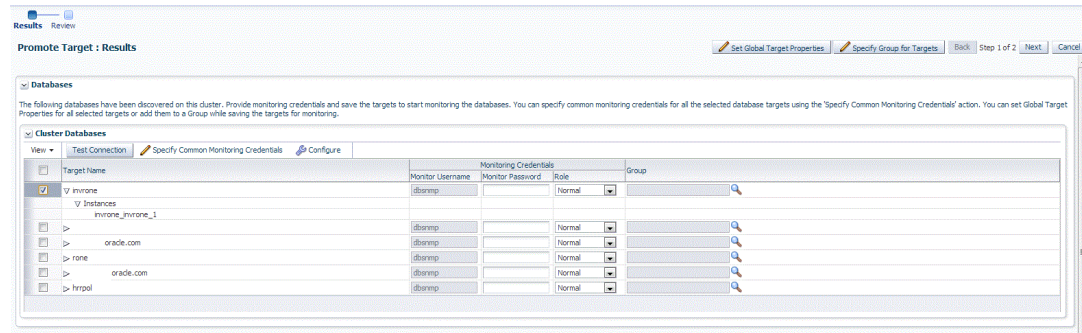 Results Review
Promote Target : Results
Set Global Target Properties Specify Group for Targets Back Step 1 of 2 Next Cancel
Databases
The following databases have been discovered on this cluster. Provide monitoring credentials and save the targets to start monitoring the databases. You can specify common monitoring credentials for all the selected database targets using the 'Specify Common Monitoring Credentials' action. You can set Global Target
Properties for all selected targets or add them to a Group while saving the targets for monitoring.
Cluster Databases
View Test Connection Specify Common Monitoring Credentials Configure
Target Name Monitoring Credentials Group
Monitor Username Monitor Password Role
invrone dbsnmp Normal
Instances
invrone_invrone_1
dbsnmp Normal
oracle.com dbsnmp Normal
rone dbsnmp Normal
oracle.com dbsnmp Normal
hrrpol dbsnmp Normal